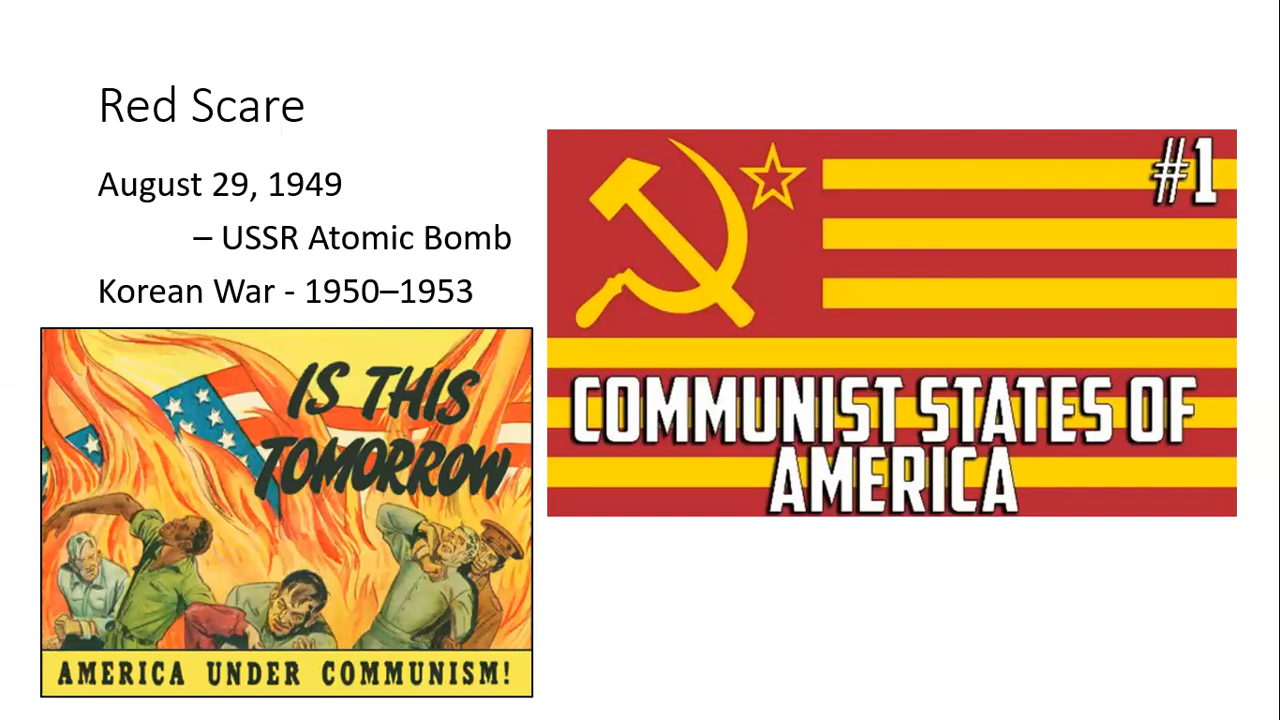 Red Scare
August 29, 1949
– USSR Atomic Bomb
Korean War - 1950–1953
IS THIS
TOMORROW
AMERICA UNDER COMMUNISM!
#1
COMMUNIST STATES OF
AMERICA